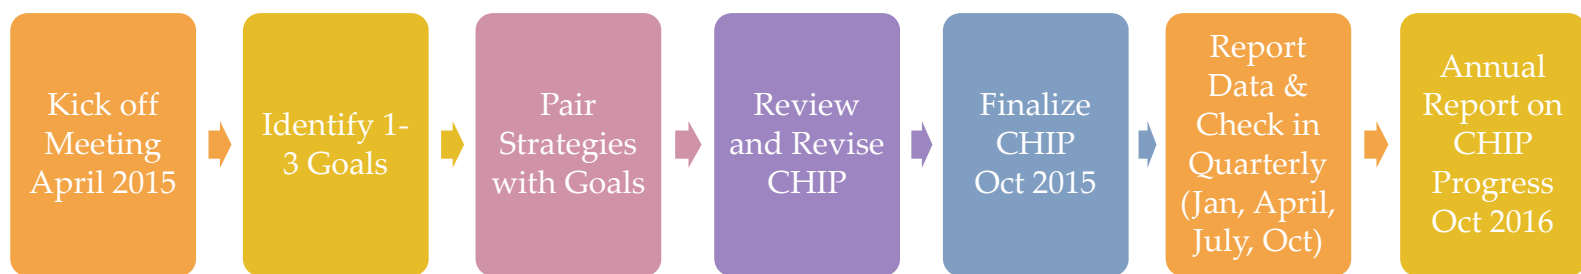 Kick off
Meeting
April 2015
Identify 1-
3 Goals
Pair
Strategies
with Goals
Review
and Revise
CHIP
Finalize
CHIP
Oct 2015
Report
Data &
Check in
Quarterly
(Jan, April,
July, Oct)
Annual
Report on
CHIP
Progress
Oct 2016